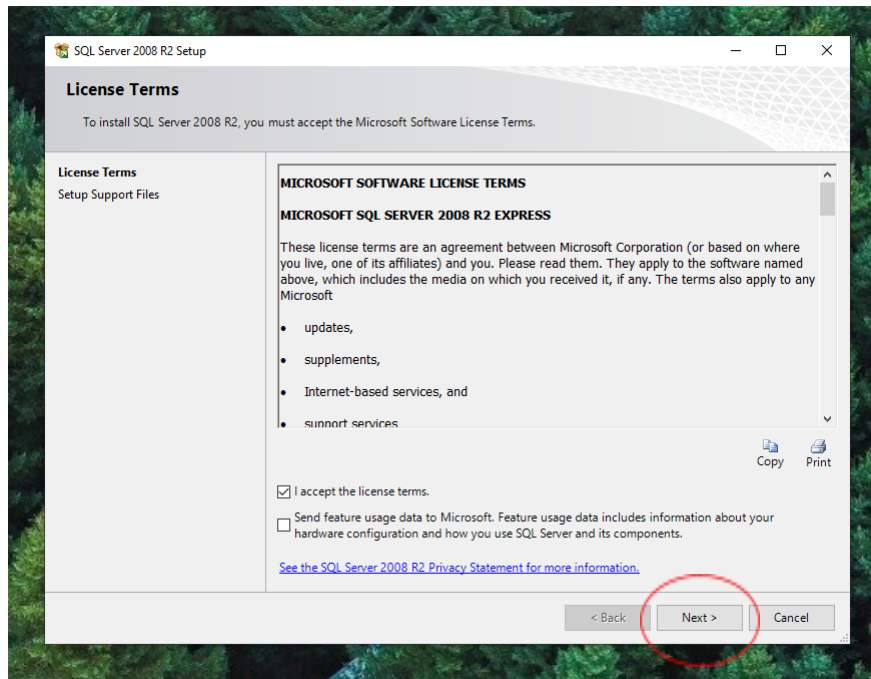 SQL Server 2008 R2 Setup
License Terms
To install SQL Server 2008 R2, you must accept the Microsoft Software License Terms.
License Terms
Setup Support Files
MICROSOFT SOFTWARE LICENSE TERMS
MICROSOFT SQL SERVER 2008 R2 EXPRESS
These license terms are an agreement between Microsoft Corporation (or based on where
you live, one of its affiliates) and you. Please read them. They apply to the software named
above, which includes the media on which you received it, if any. The terms also apply to any
Microsoft
• updates,
• supplements,
• Internet-based services, and
• support services
Copy Print
I accept the license terms.
Send feature usage data to Microsoft. Feature usage data includes information about your
hardware configuration and how you use SQL Server and its components.
See the SQL Server 2008 R2 Privacy Statement for more information.
< Back Next > Cancel